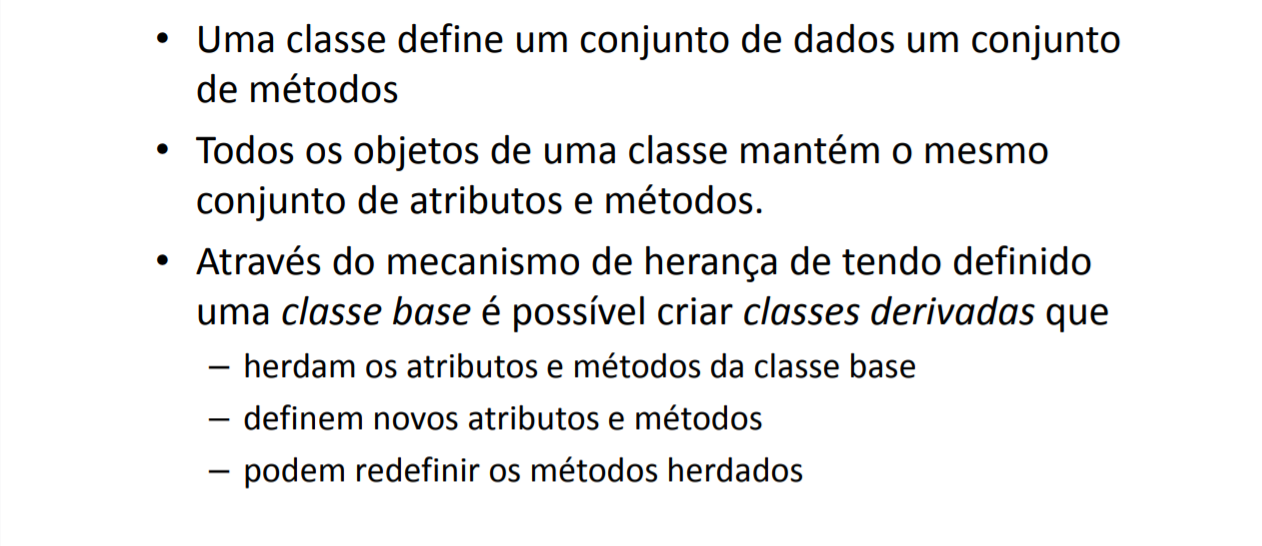 • Uma classe define um conjunto de dados um conjunto
de métodos
• Todos os objetos de uma classe mantém o mesmo
conjunto de atributos e métodos.
• Através do mecanismo de herança de tendo definido
uma classe base é possível criar classes derivadas que
– herdam os atributos e métodos da classe base
– definem novos atributos e métodos
– podem redefinir os métodos herdados